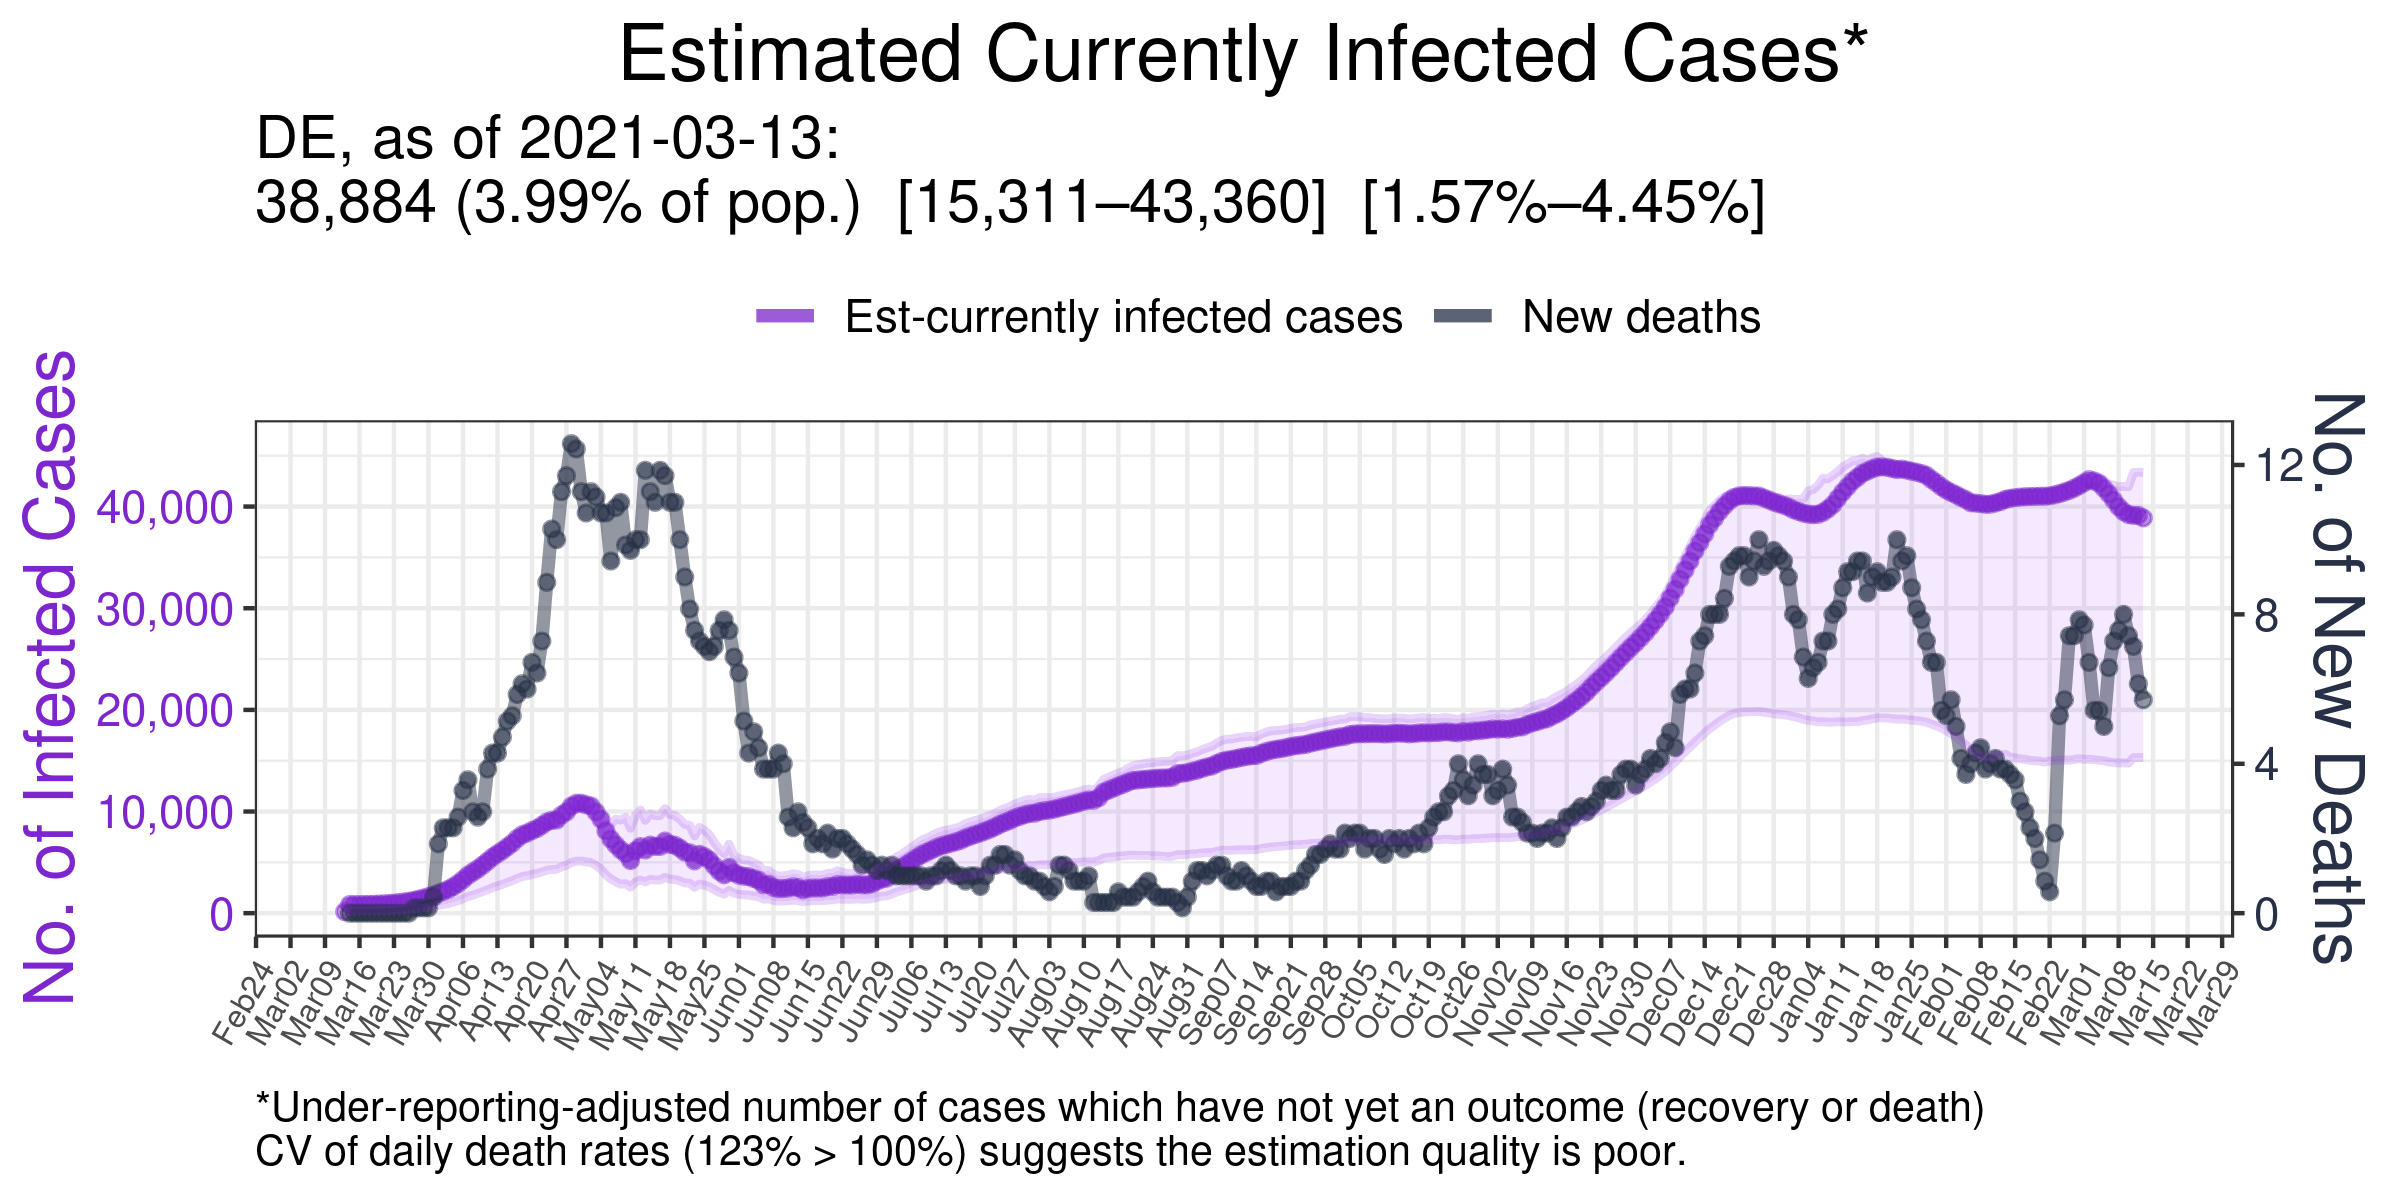 Estimated Currently Infected Cases*
DE, as of 2021-03-13:
38,884 (3.99% of pop.) [15,311–43,360] [1.57%–4.45%]
Est-currently infected cases New deaths
No. of Infected Cases
40,000
30,000
20,000
10,000
0
12
8
4
0
No. of New Deaths
Feb24 Mar02 Mar09 Mar16 Mar23 Mar30 Apr06 Apr13 Apr20 Apr27 May04 May11 May18 May25 Jun01 Jun08 Jun15 Jun22 Jun29 Jul06 Jul13 Jul20 Jul27 Aug03 Aug10 Aug17 Aug24 Aug31 Sep07 Sep14 Sep21 Sep28 Oct05 Oct12 Oct19 Oct26 Nov02 Nov09 Nov16 Nov23 Nov30 Dec07 Dec14 Dec21 Dec28 Jan04 Jan11 Jan18 Jan25 Feb01 Feb08 Feb15 Feb22 Mar01 Mar08 Mar15 Mar22 Mar29
*Under-reporting-adjusted number of cases which have not yet an outcome (recovery or death)
CV of daily death rates (123% > 100%) suggests the estimation quality is poor.